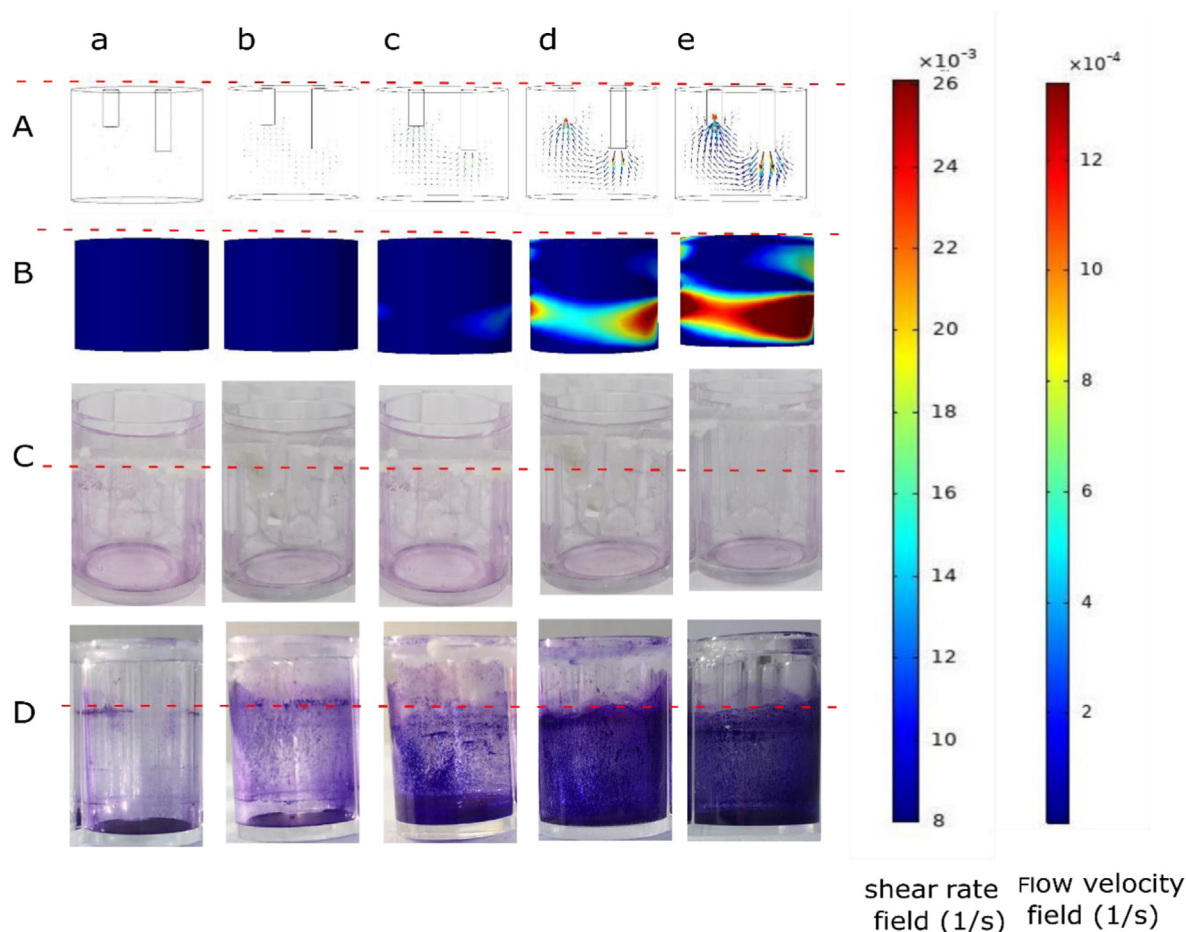 a b c d e
A
B
C
D
×10⁻³
26
24
22
20
18
16
14
12
10
8
shear rate
field (1/s)
×10⁻⁴
12
10
8
6
4
2
Flow velocity
field (1/s)